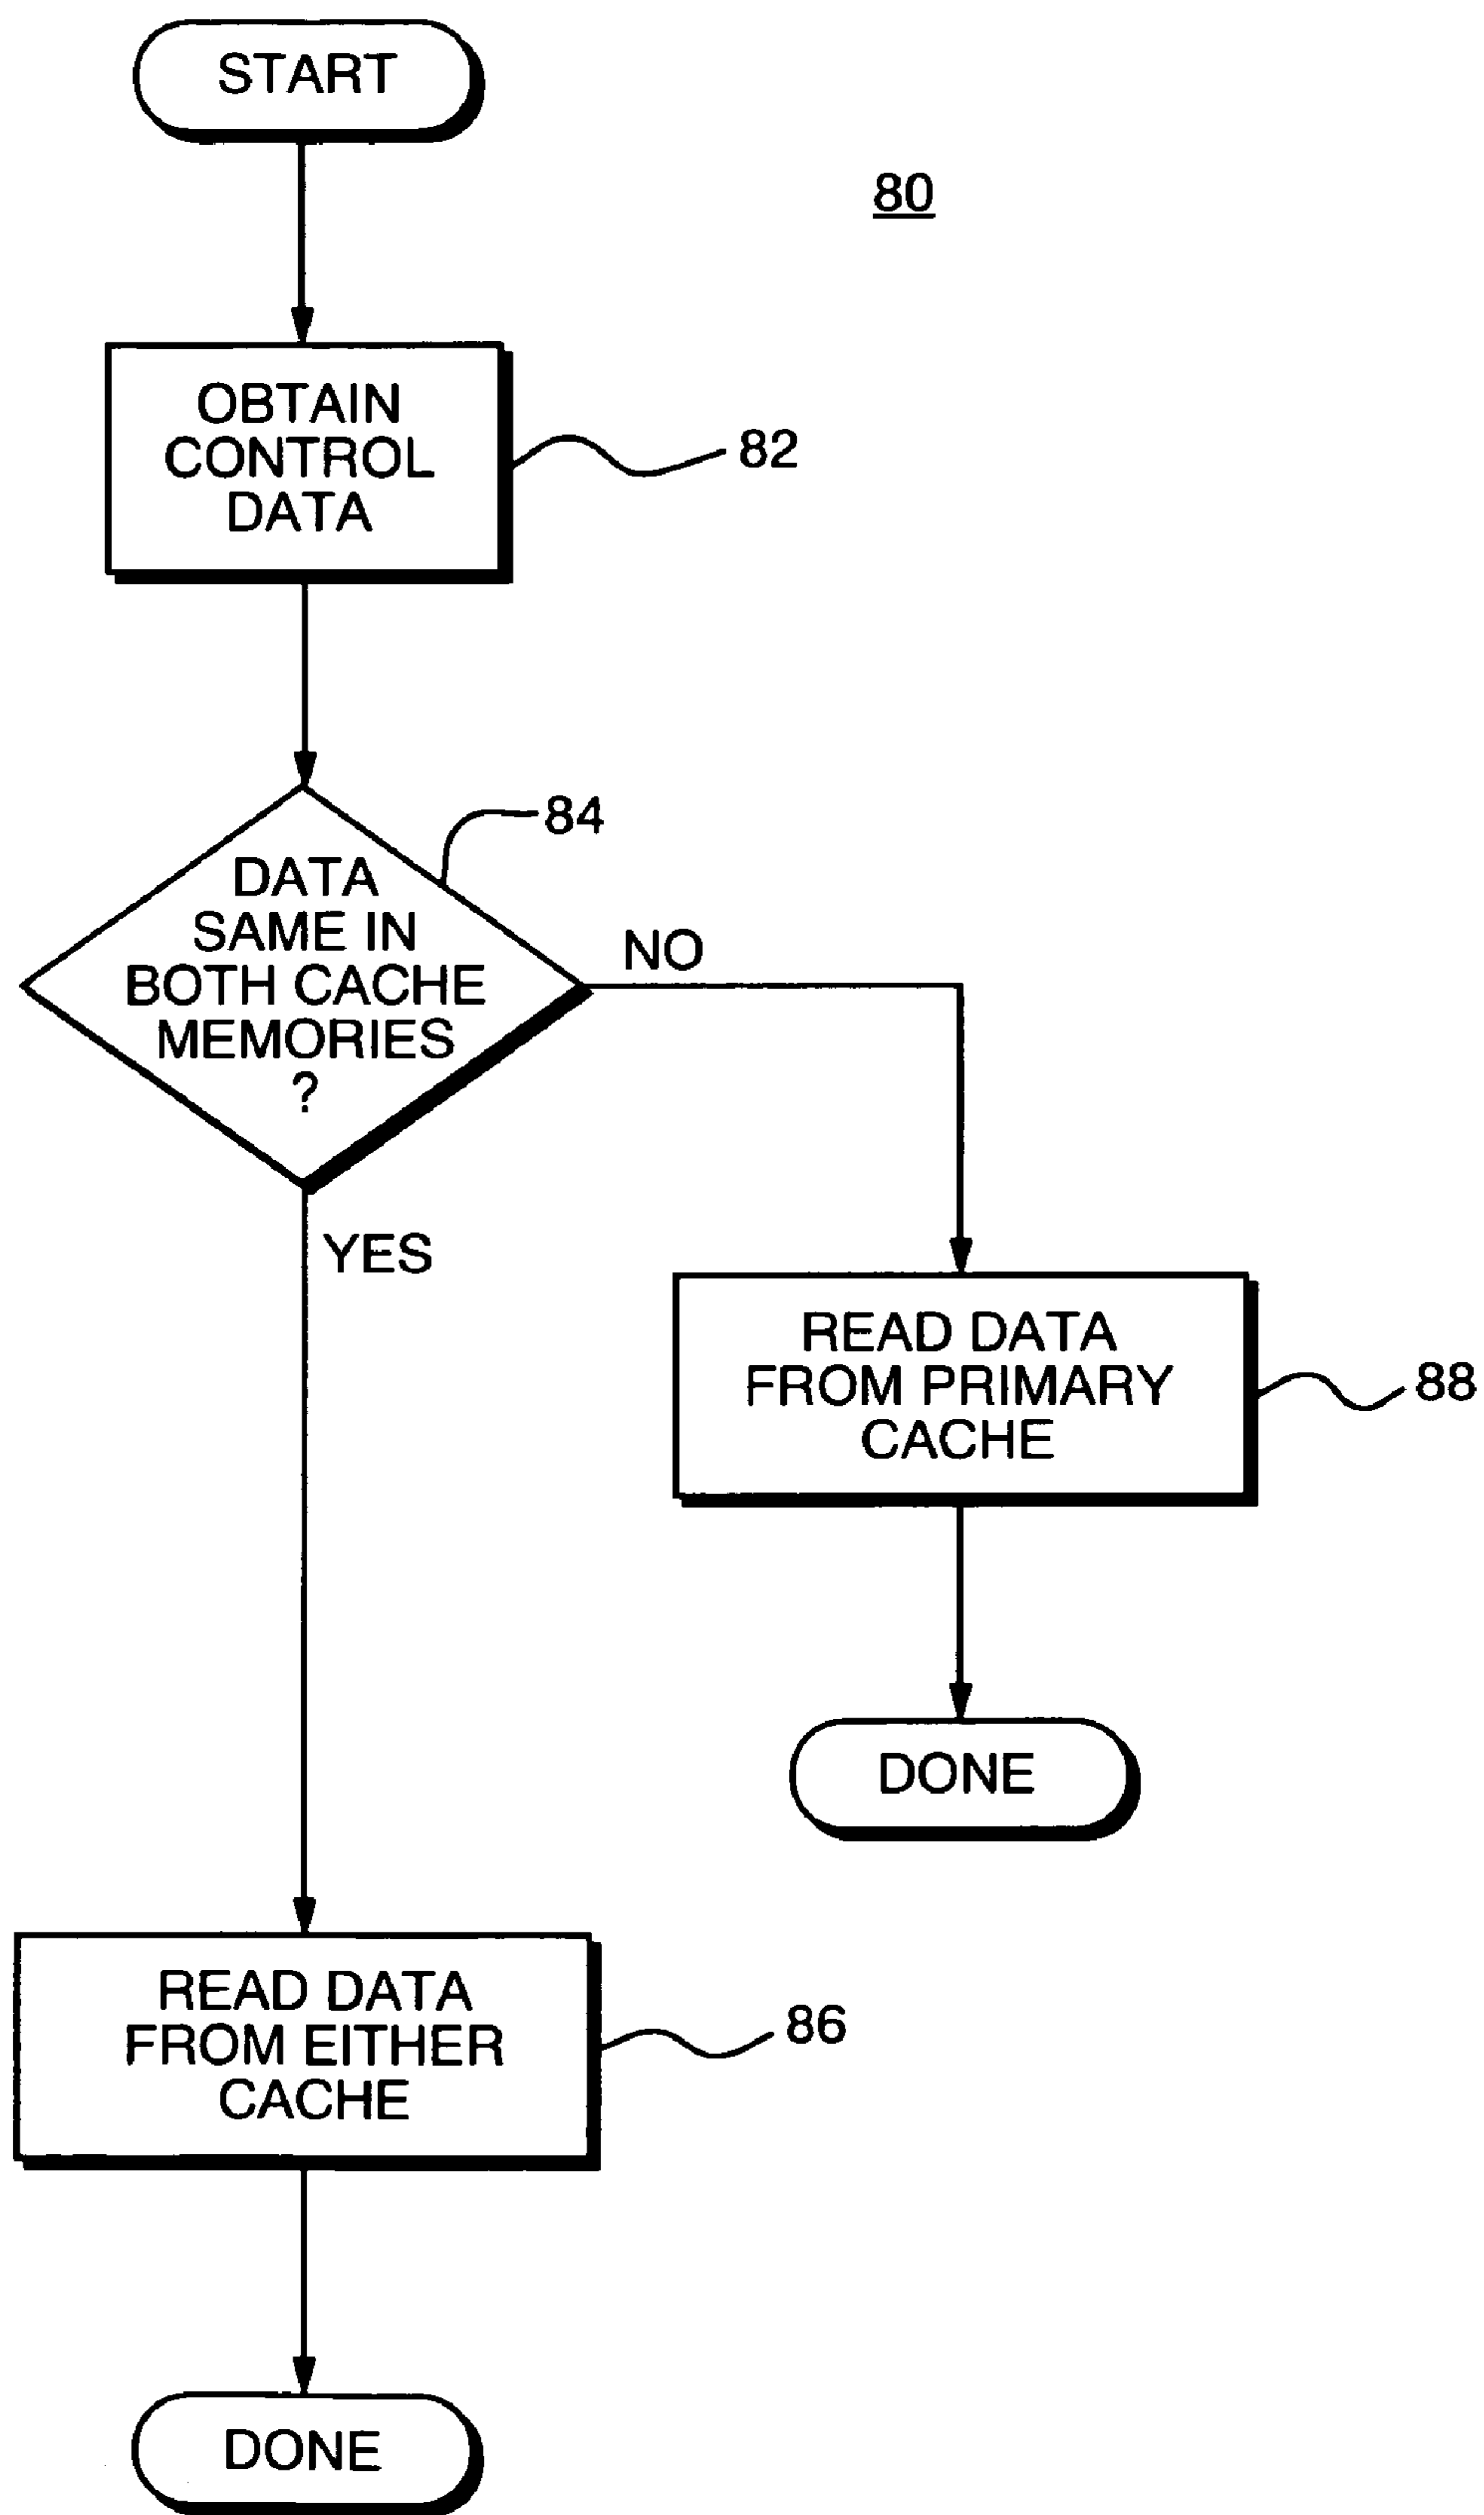 START
80
OBTAIN
CONTROL
DATA
82
84
DATA
SAME IN
BOTH CACHE
MEMORIES
?
NO
YES
READ DATA
FROM PRIMARY
CACHE
88
DONE
READ DATA
FROM EITHER
CACHE
86
DONE